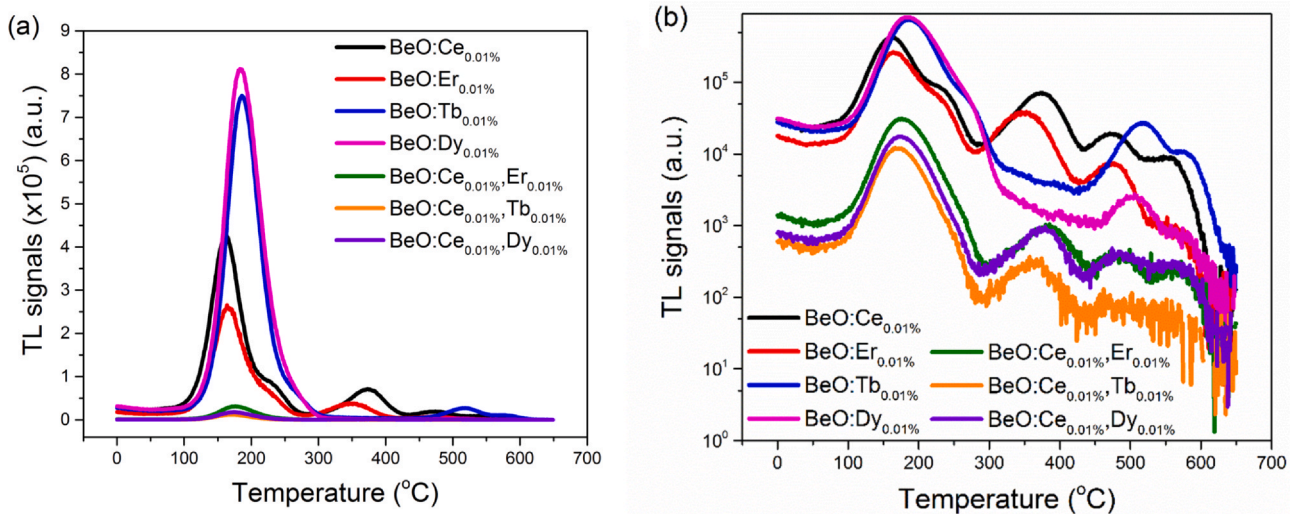 (a)
9
8
7
6
5
4
3
2
1
0
TL signals (x10⁵) (a.u.)
BeO:Ce₀.₀₁%
BeO:Er₀.₀₁%
BeO:Tb₀.₀₁%
BeO:Dy₀.₀₁%
BeO:Ce₀.₀₁%,Er₀.₀₁%
BeO:Ce₀.₀₁%,Tb₀.₀₁%
BeO:Ce₀.₀₁%,Dy₀.₀₁%
0 100 200 300 400 500 600 700
Temperature (°C)
(b)
10⁵
10⁴
10³
10²
10¹
10⁰
TL signals (a.u.)
BeO:Ce₀.₀₁%
BeO:Er₀.₀₁% BeO:Ce₀.₀₁%,Er₀.₀₁%
BeO:Tb₀.₀₁% BeO:Ce₀.₀₁%,Tb₀.₀₁%
BeO:Dy₀.₀₁% BeO:Ce₀.₀₁%,Dy₀.₀₁%
0 100 200 300 400 500 600 700
Temperature (°C)